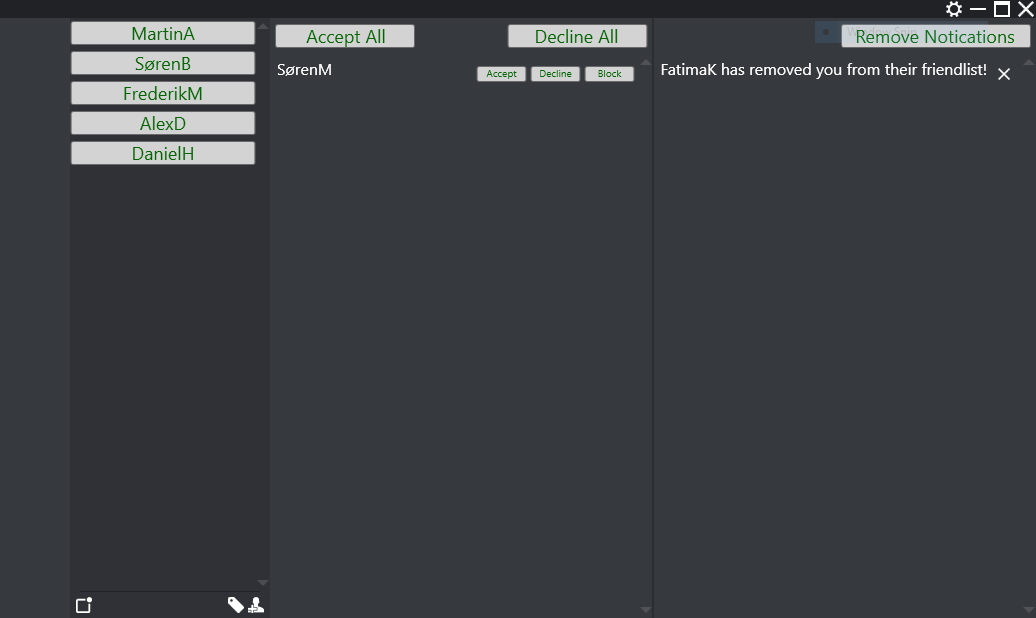 MartinA
SørenB
FrederikM
AlexD
DanielH
Accept All
Decline All
SørenM
Accept
Decline
Block
Remove Notications
FatimaK has removed you from their friendlist!